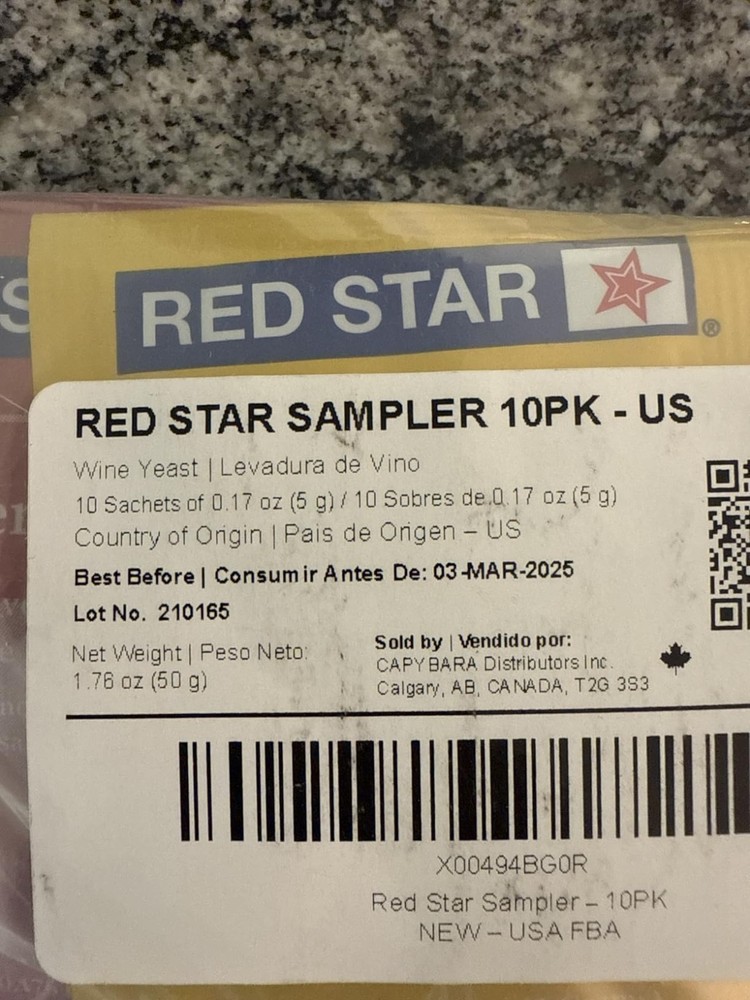 RED STAR ®
RED STAR SAMPLER 10PK - US
Wine Yeast | Levadura de Vino
10 Sachets of 0.17 oz (5 g) / 10 Sobres de 0.17 oz (5 g)
Country of Origin | Pais de Origen – US
Best Before | Consumir Antes De: 03-MAR-2025
Lot No. 210165
Net Weight | Peso Neto:
1.76 oz (50 g)
Sold by | Vendido por:
CAPYBARA Distributors Inc.
Calgary, AB, CANADA, T2G 3S3
X00494BG0R
Red Star Sampler – 10PK
NEW – USA FBA